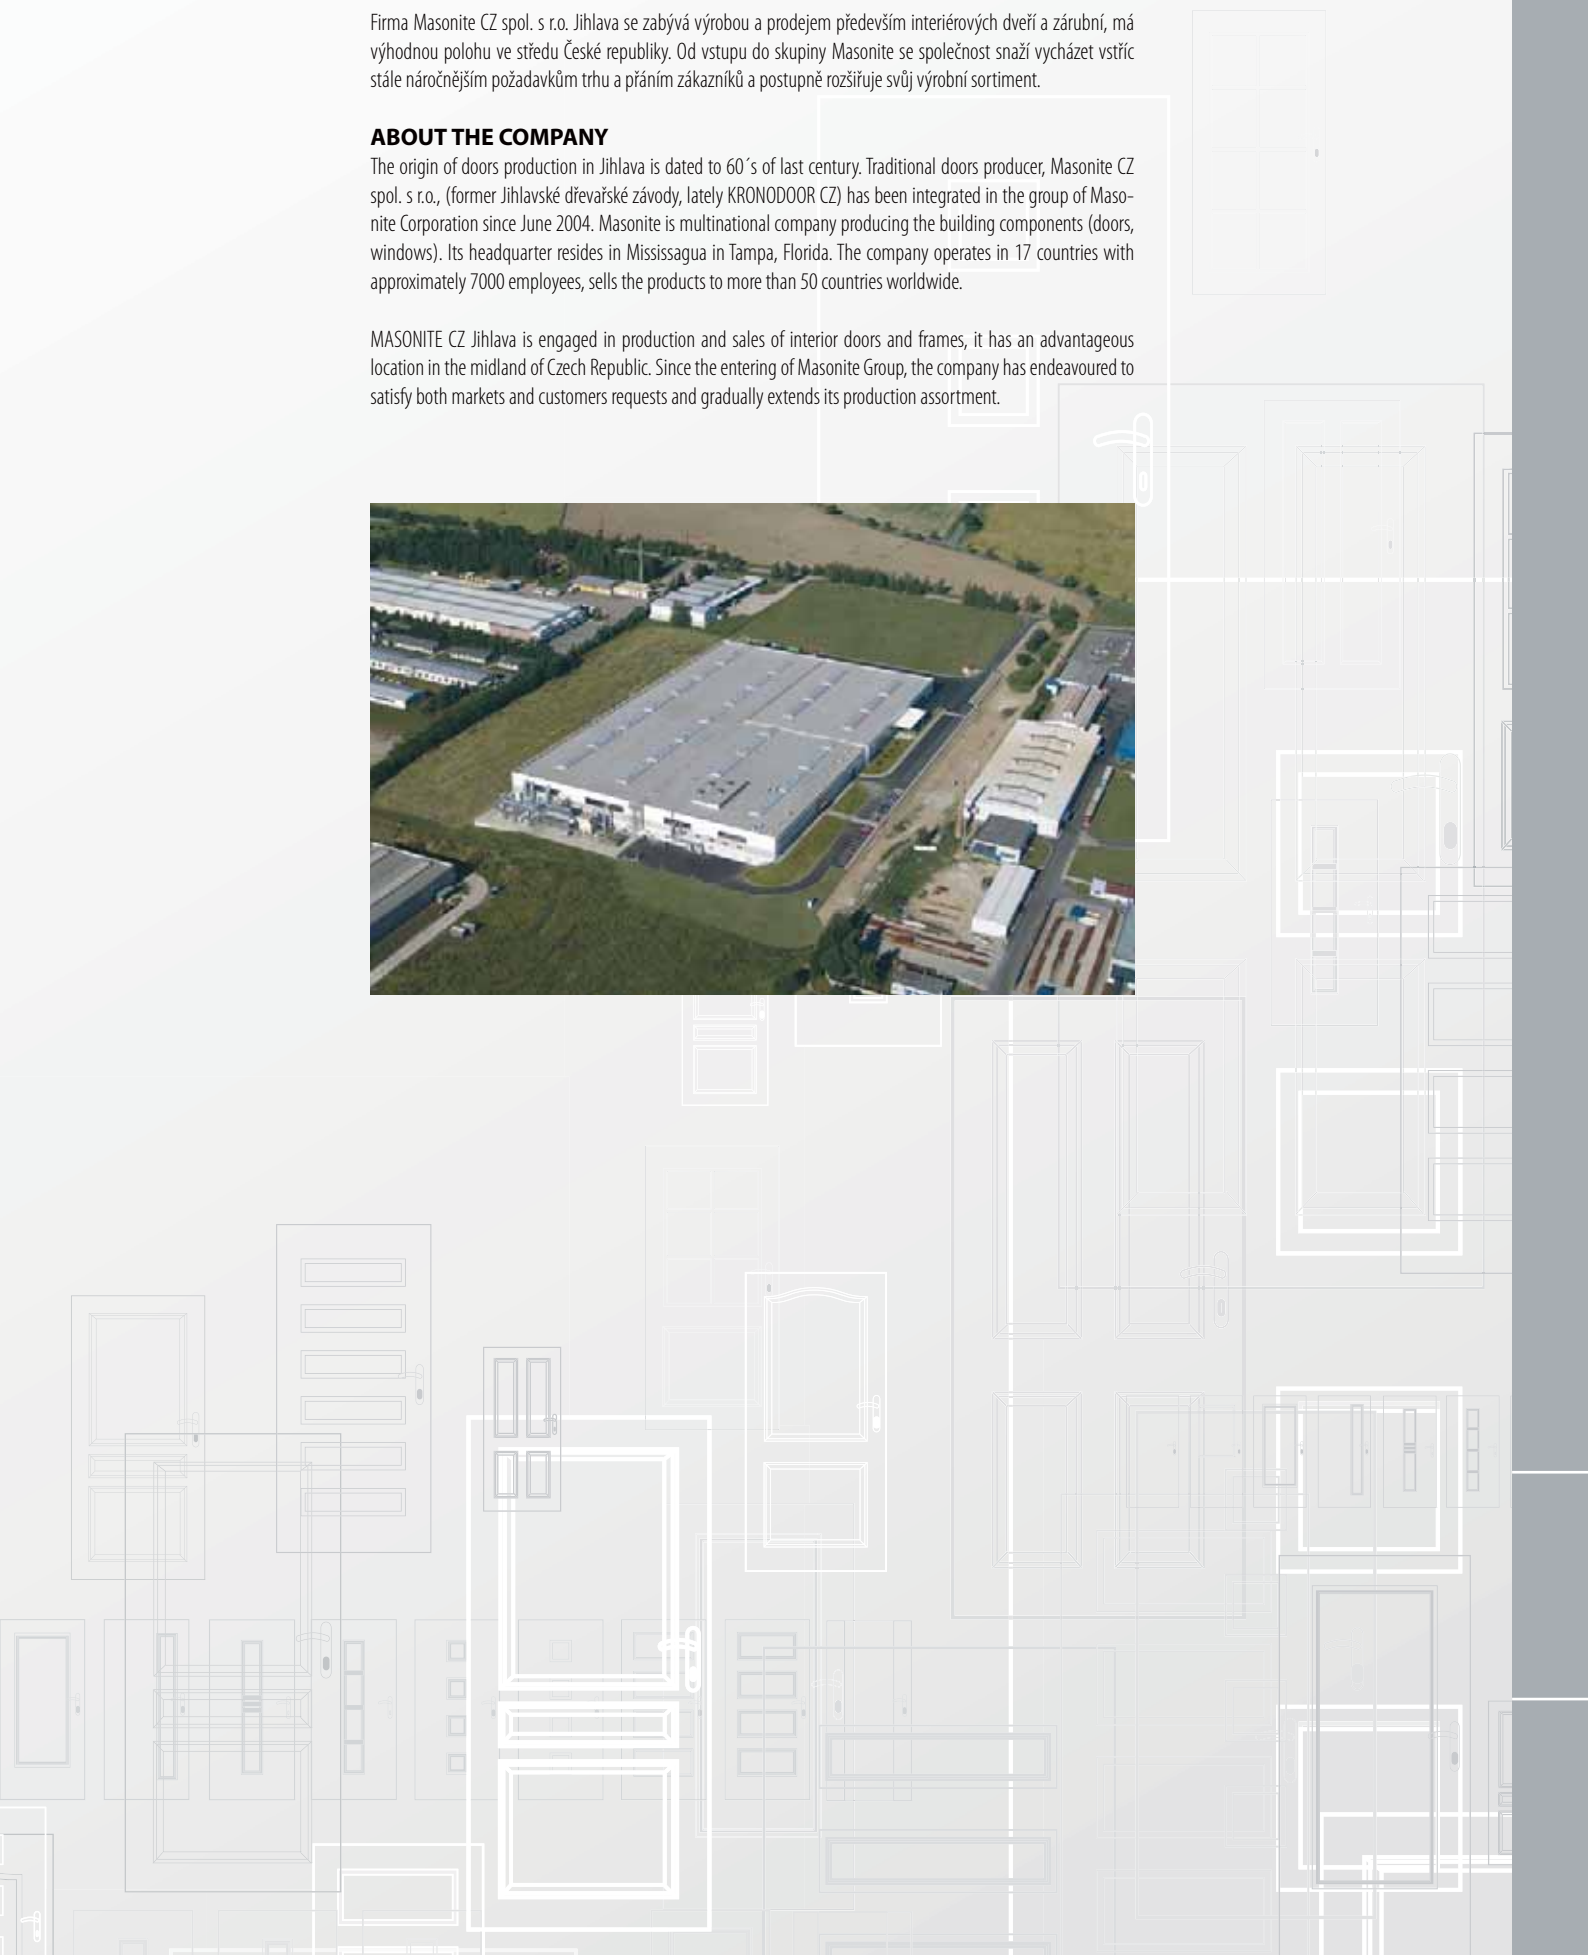 Firma Masonite CZ spol. s r.o. Jihlava se zabývá výrobou a prodejem především interiérových dveří a zárubní, má
výhodnou polohu ve středu České republiky. Od vstupu do skupiny Masonite se společnost snaží vycházet vstříc
stále náročnějším požadavkům trhu a přáním zákazníků a postupně rozšiřuje svůj výrobní sortiment.
ABOUT THE COMPANY
The origin of doors production in Jihlava is dated to 60´s of last century. Traditional doors producer, Masonite CZ
spol. s r.o., (former Jihlavské dřevařské závody, lately KRONODOOR CZ) has been integrated in the group of Maso-
nite Corporation since June 2004. Masonite is multinational company producing the building components (doors,
windows). Its headquarter resides in Mississagua in Tampa, Florida. The company operates in 17 countries with
approximately 7000 employees, sells the products to more than 50 countries worldwide.
MASONITE CZ Jihlava is engaged in production and sales of interior doors and frames, it has an advantageous
location in the midland of Czech Republic. Since the entering of Masonite Group, the company has endeavoured to
satisfy both markets and customers requests and gradually extends its production assortment.